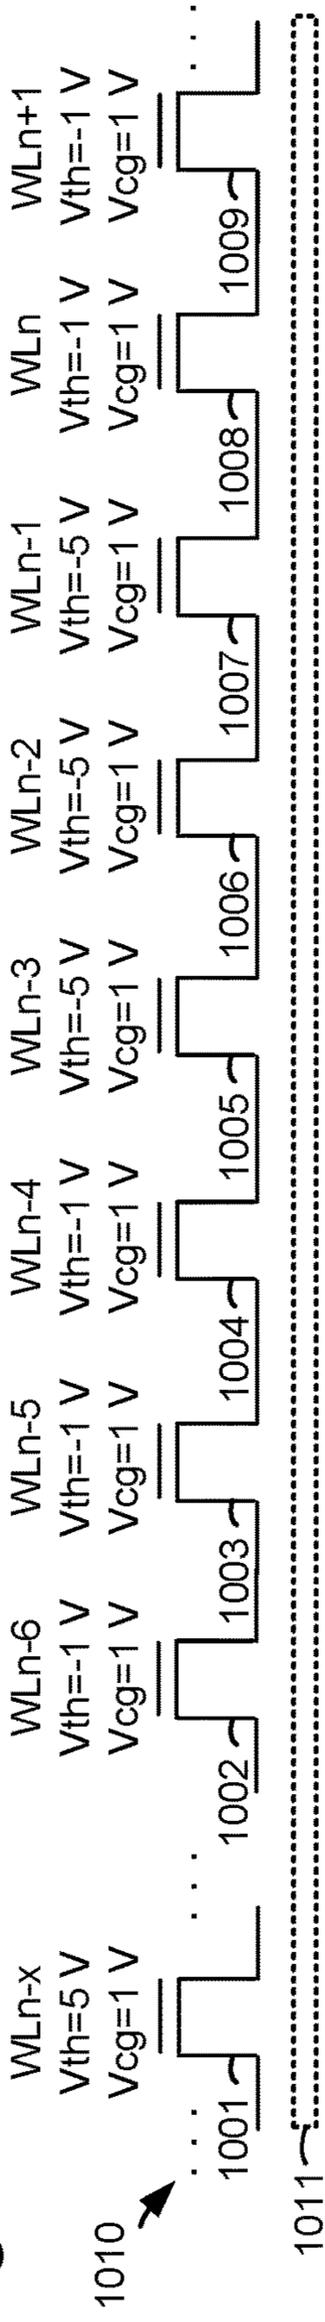 WLn-x WLn-6 WLn-5 WLn-4 WLn-3 WLn-2 WLn-1 WLn WLn+1
Vth=5 V Vth=-1 V Vth=-1 V Vth=-1 V Vth=-5 V Vth=-5 V Vth=-5 V Vth=-1 V Vth=-1 V
1010 Vcg=1 V Vcg=1 V Vcg=1 V Vcg=1 V Vcg=1 V Vcg=1 V Vcg=1 V Vcg=1 V Vcg=1 V
1001 1002 1003 1004 1005 1006 1007 1008 1009
1011